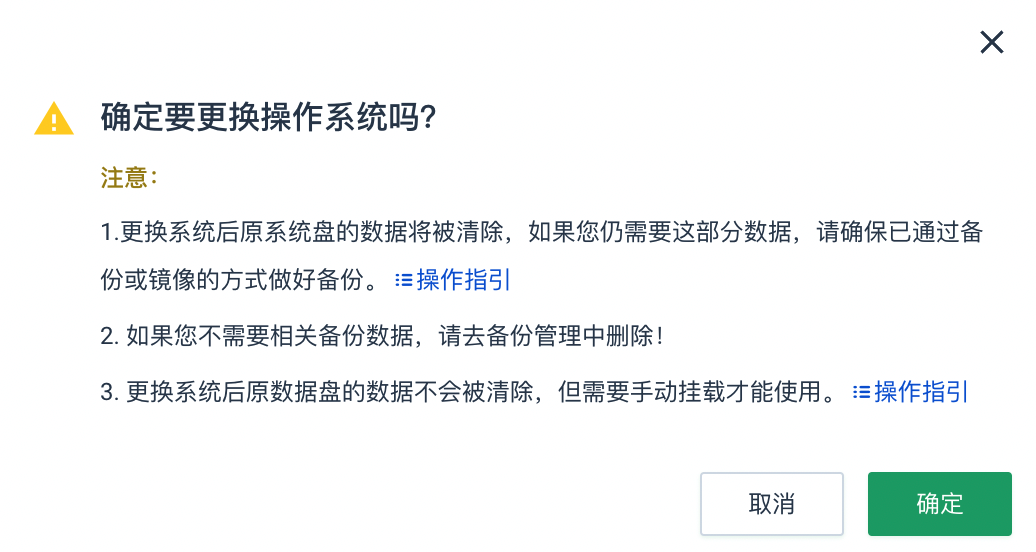 确定要更换操作系统吗?
注意：
1.更换系统后原系统盘的数据将被清除，如果您仍需要这部分数据，请确保已通过备
份或镜像的方式做好备份。 操作指引
2. 如果您不需要相关备份数据，请去备份管理中删除！
3. 更换系统后原数据盘的数据不会被清除，但需要手动挂载才能使用。 操作指引
取消 确定